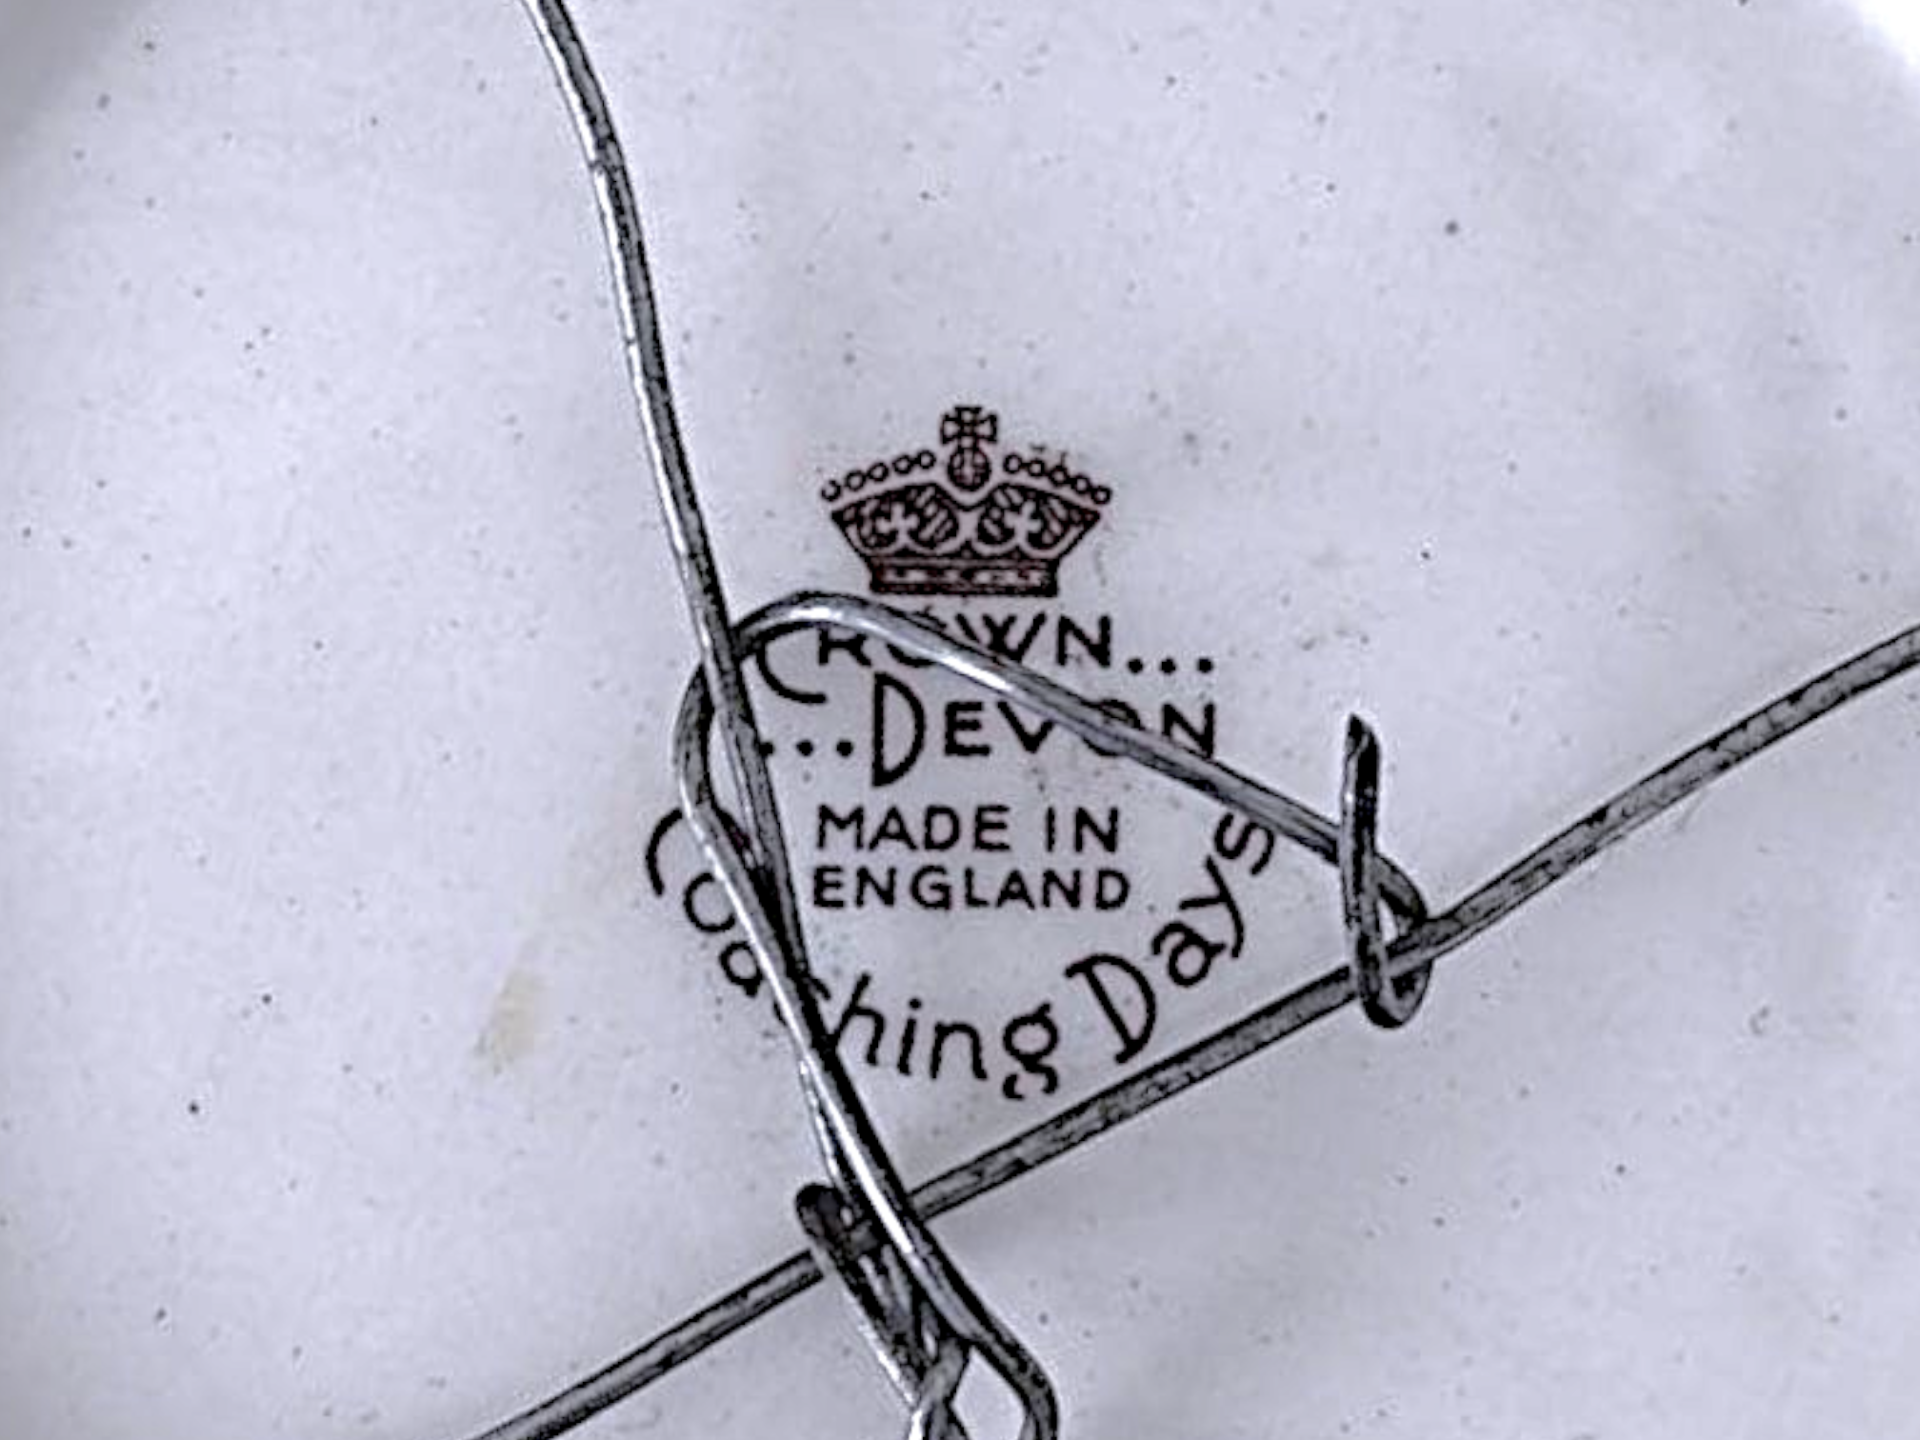 CROWN...
...DEVON
MADE IN
ENGLAND
Coaching Days